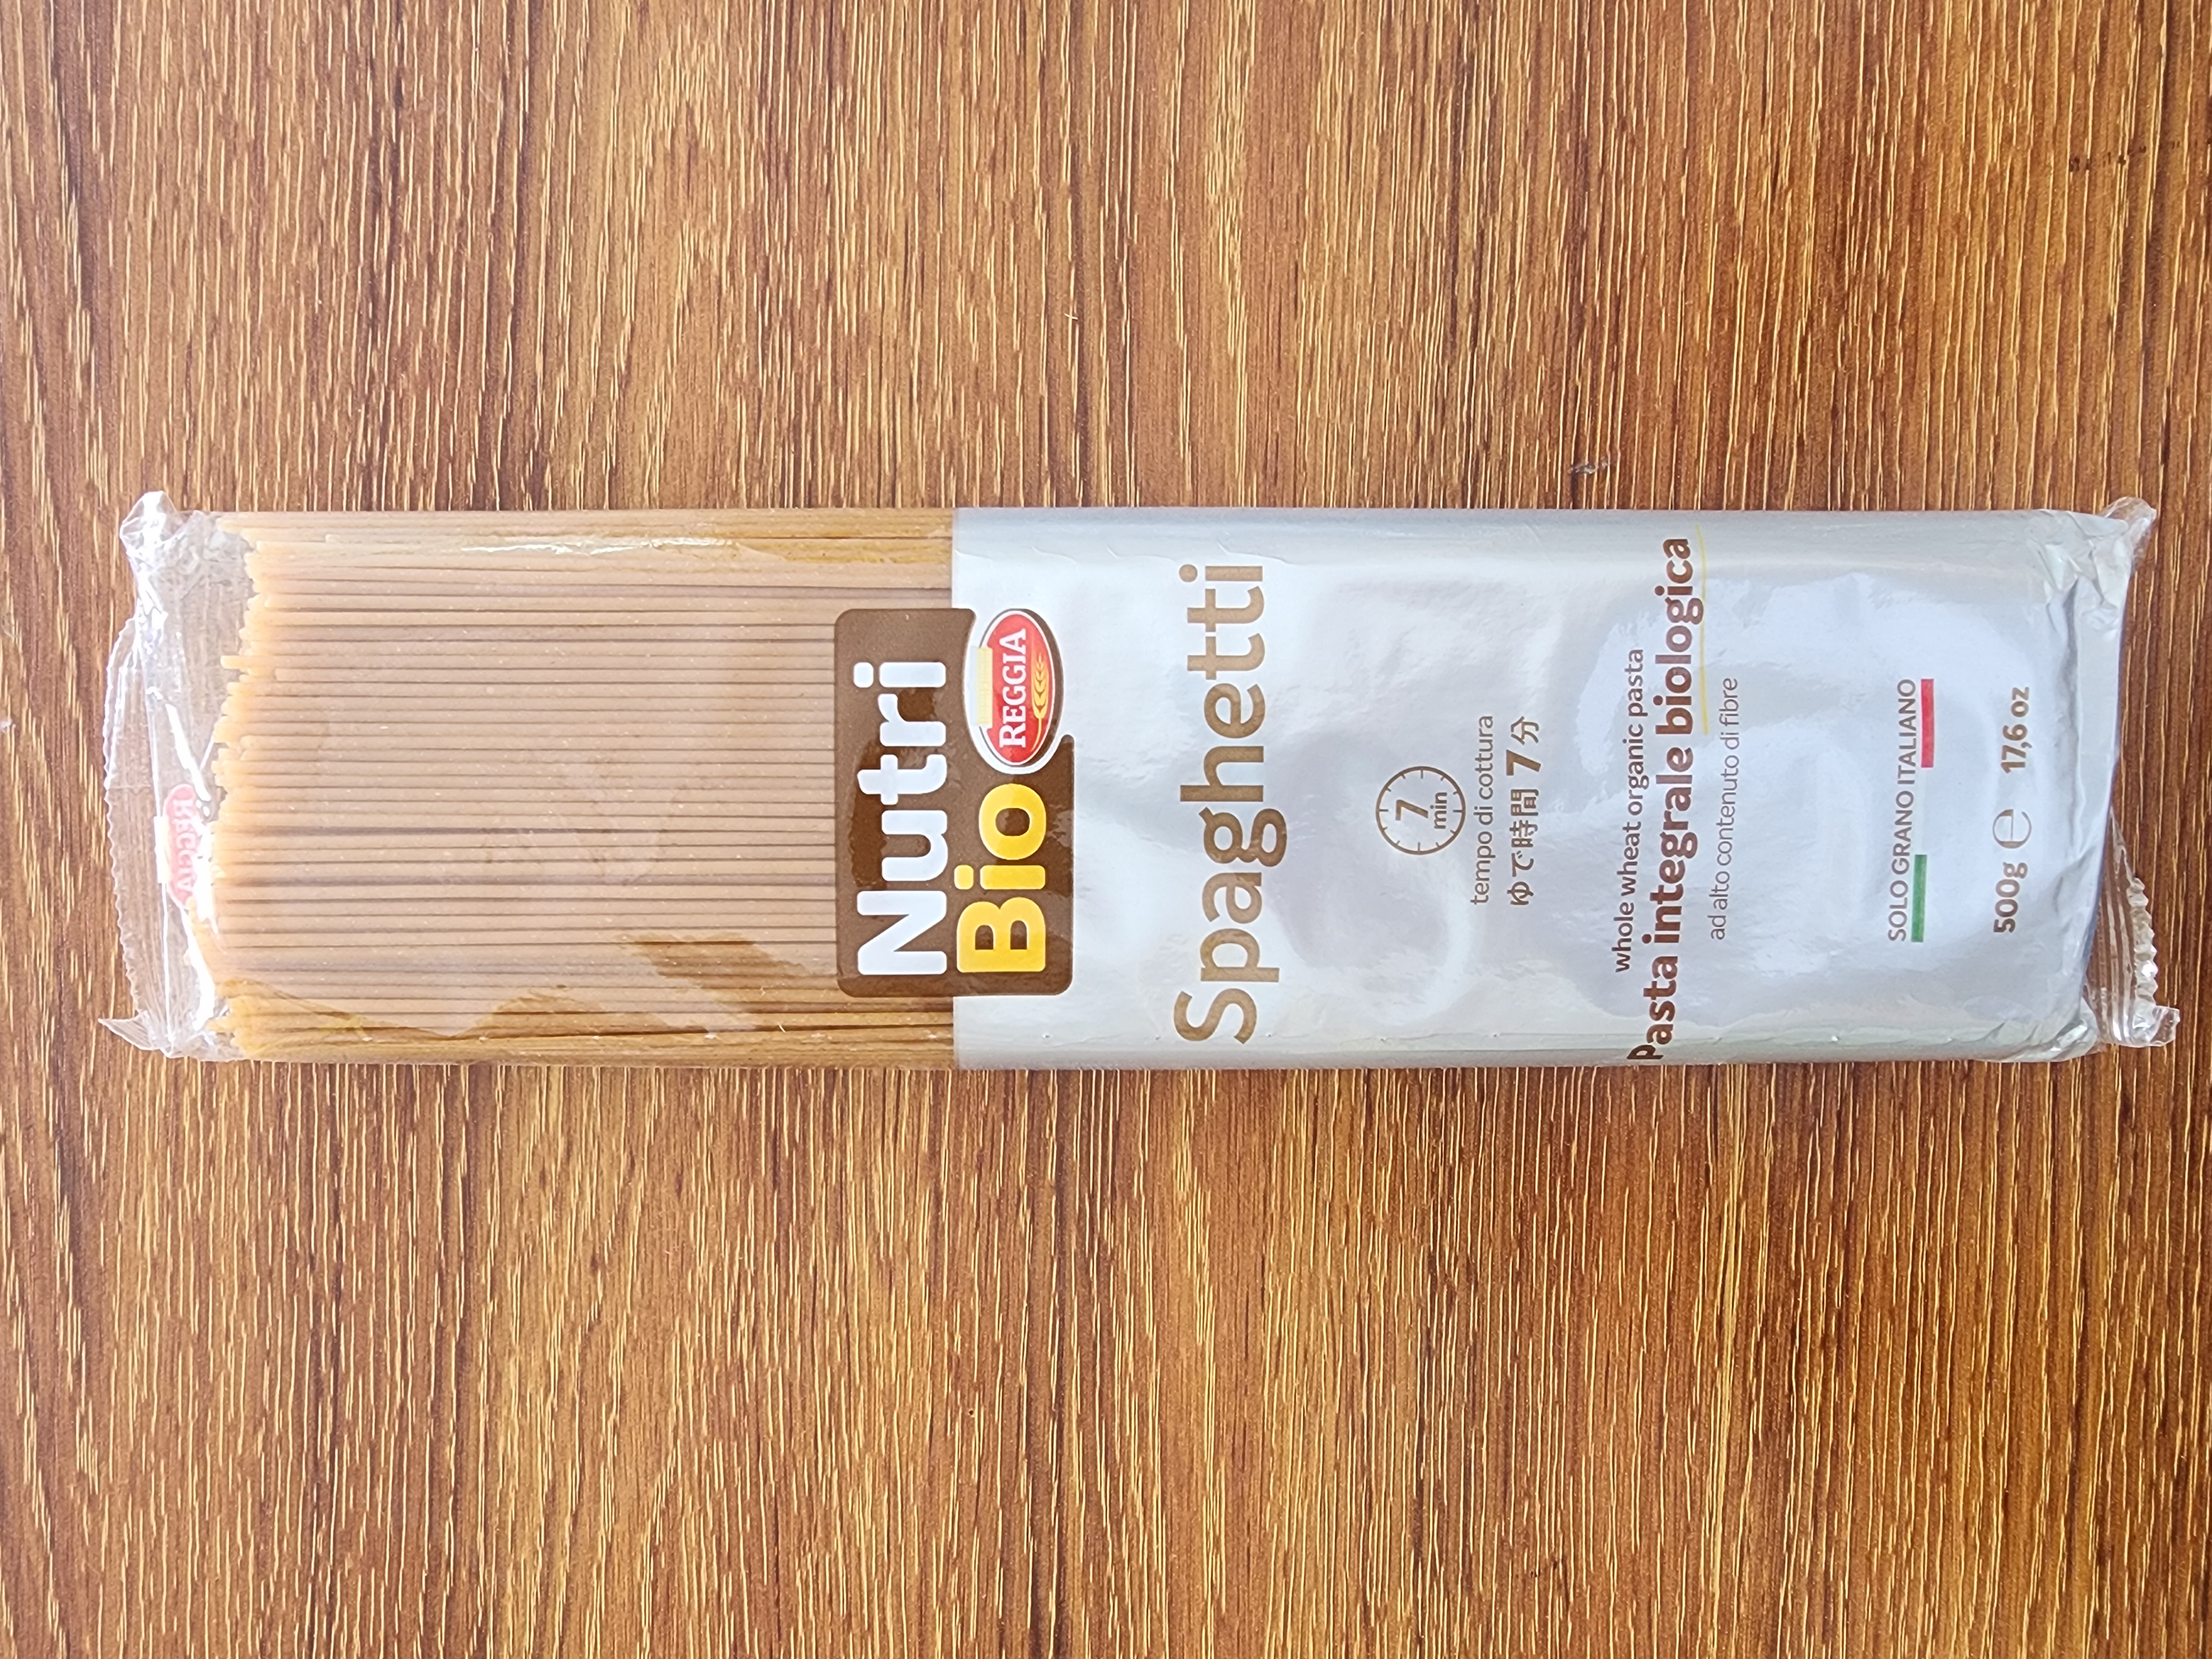 REGGIA
Nutri
Bio
REGGIA
Spaghetti
7
min
tempo di cottura
ゆで時間 7分
whole wheat organic pasta
Pasta integrale biologica
ad alto contenuto di fibre
SOLO GRANO ITALIANO
500g ℮ 17,6 oz